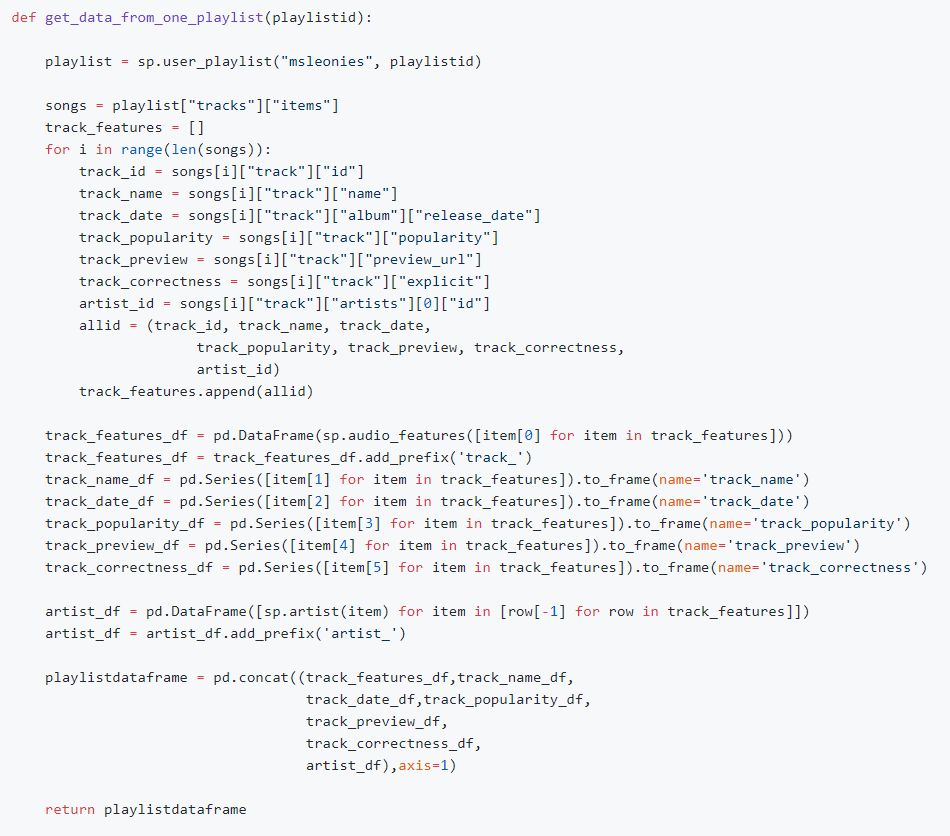 def get_data_from_one_playlist(playlistid):
playlist = sp.user_playlist("msleonies", playlistid)
songs = playlist["tracks"]["items"]
track_features = []
for i in range(len(songs)):
track_id = songs[i]["track"]["id"]
track_name = songs[i]["track"]["name"]
track_date = songs[i]["track"]["album"]["release_date"]
track_popularity = songs[i]["track"]["popularity"]
track_preview = songs[i]["track"]["preview_url"]
track_correctness = songs[i]["track"]["explicit"]
artist_id = songs[i]["track"]["artists"][0]["id"]
allid = (track_id, track_name, track_date,
track_popularity, track_preview, track_correctness,
artist_id)
track_features.append(allid)
track_features_df = pd.DataFrame(sp.audio_features([item[0] for item in track_features]))
track_features_df = track_features_df.add_prefix('track_')
track_name_df = pd.Series([item[1] for item in track_features]).to_frame(name='track_name')
track_date_df = pd.Series([item[2] for item in track_features]).to_frame(name='track_date')
track_popularity_df = pd.Series([item[3] for item in track_features]).to_frame(name='track_popularity')
track_preview_df = pd.Series([item[4] for item in track_features]).to_frame(name='track_preview')
track_correctness_df = pd.Series([item[5] for item in track_features]).to_frame(name='track_correctness')
artist_df = pd.DataFrame([sp.artist(item) for item in [row[-1] for row in track_features]])
artist_df = artist_df.add_prefix('artist_')
playlistdataframe = pd.concat((track_features_df,track_name_df,
track_date_df,track_popularity_df,
track_preview_df,
track_correctness_df,
artist_df),axis=1)
return playlistdataframe